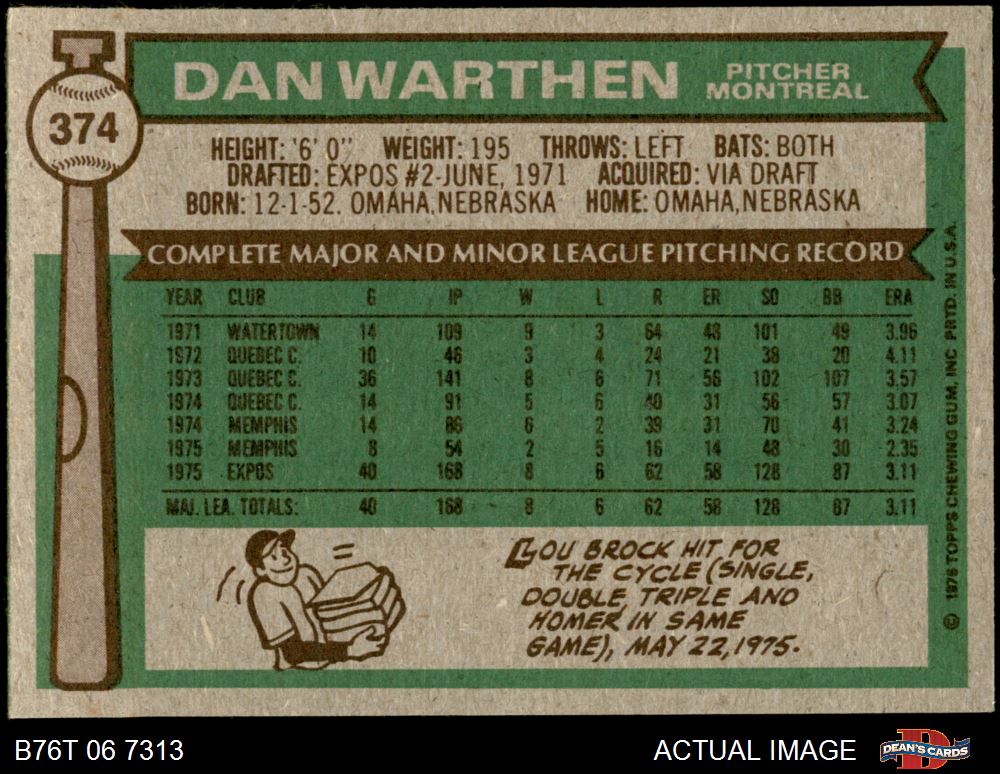 374
DAN WARTHEN
PITCHER
MONTREAL
HEIGHT: '6' 0" WEIGHT: 195 THROWS: LEFT BATS: BOTH
DRAFTED: EXPOS #2-JUNE, 1971 ACQUIRED: VIA DRAFT
BORN: 12-1-52. OMAHA, NEBRASKA HOME: OMAHA, NEBRASKA
COMPLETE MAJOR AND MINOR LEAGUE PITCHING RECORD
YEAR CLUB G IP W L R ER SO BB ERA
1971 WATERTOWN 14 109 9 3 64 48 101 49 3.96
1972 QUEBEC C. 10 46 3 4 24 21 38 20 4.11
1973 QUEBEC C. 36 141 8 6 71 56 102 107 3.57
1974 QUEBEC C. 14 91 5 6 40 31 56 57 3.07
1974 MEMPHIS 14 86 6 2 39 31 70 41 3.24
1975 MEMPHIS 8 54 2 5 16 14 48 30 2.35
1975 EXPOS 40 168 8 6 62 58 128 87 3.11
MAJ. LEA. TOTALS: 40 168 8 6 62 58 128 87 3.11
LOU BROCK HIT FOR
THE CYCLE (SINGLE,
DOUBLE, TRIPLE AND
HOMER IN SAME
GAME), MAY 22, 1975.
© 1976 TOPPS CHEWING GUM, INC PRTD. IN U.S.A.
B76T 06 7313
ACTUAL IMAGE
DEAN'S CARDS